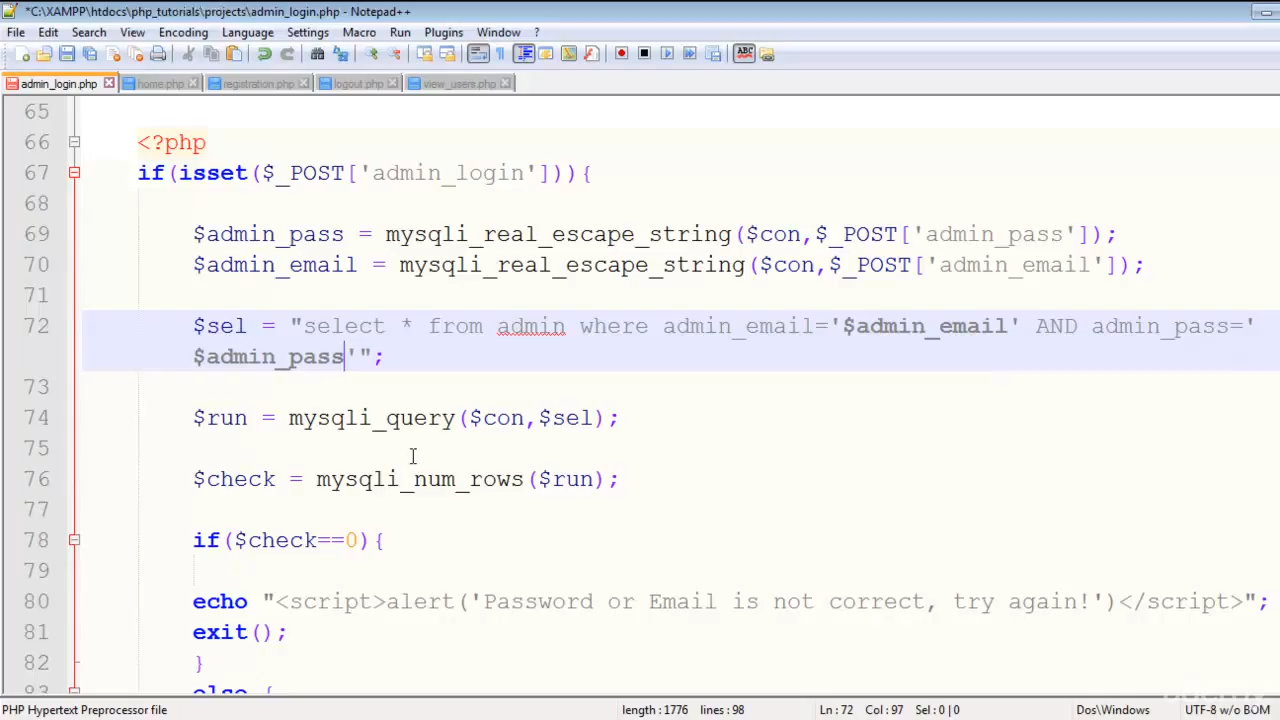 *C:\XAMPP\htdocs\php_tutorials\projects\admin_login.php - Notepad++
File Edit Search View Encoding Language Settings Macro Run Plugins Window ?
admin_login.php home.php registration.php logout.php view_users.php
65
66 <?php
67 if(isset($_POST['admin_login'])){
68
69 $admin_pass = mysqli_real_escape_string($con,$_POST['admin_pass']);
70 $admin_email = mysqli_real_escape_string($con,$_POST['admin_email']);
71
72 $sel = "select * from admin where admin_email='$admin_email' AND admin_pass='
$admin_pass'";
73
74 $run = mysqli_query($con,$sel);
75
76 $check = mysqli_num_rows($run);
77
78 if($check==0){
79
80 echo "<script>alert('Password or Email is not correct, try again!')</script>";
81 exit();
82 }
83 else {
PHP Hypertext Preprocessor file length : 1776 lines : 98 Ln : 72 Col : 97 Sel : 0 | 0 Dos\Windows UTF-8 w/o BOM